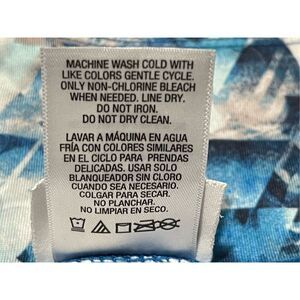 MACHINE WASH COLD WITH
LIKE COLORS GENTLE CYCLE.
ONLY NON-CHLORINE BLEACH
WHEN NEEDED. LINE DRY.
DO NOT IRON.
DO NOT DRY CLEAN.
LAVAR A MÁQUINA EN AGUA
FRÍA CON COLORES SIMILARES
EN EL CICLO PARA PRENDAS
DELICADAS. USAR SOLO
BLANQUEADOR SIN CLORO
CUANDO SEA NECESARIO.
COLGAR PARA SECAR.
NO PLANCHAR.
NO LIMPIAR EN SECO.